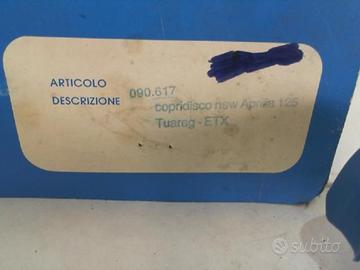 ARTICOLO 090.617
DESCRIZIONE copridisco new Aprilia 125
Tuareg - ETX
subito